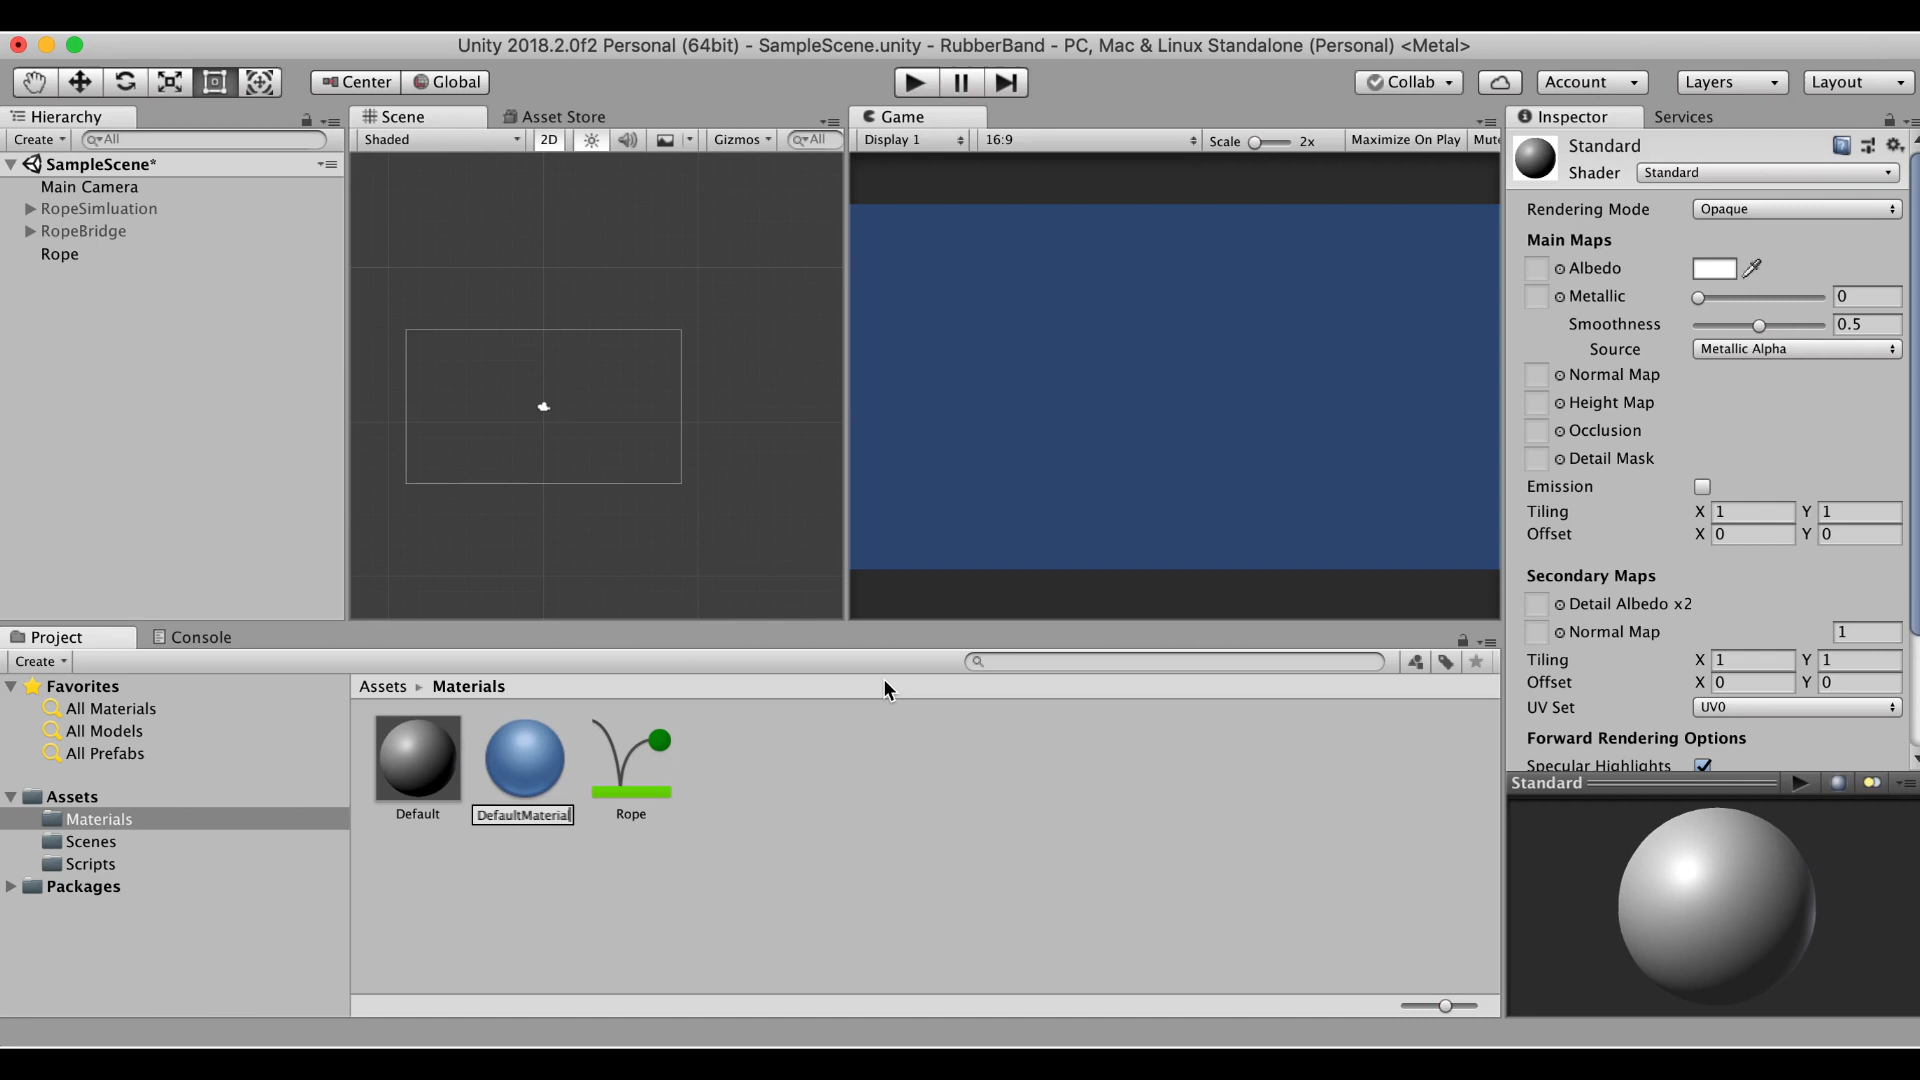 Unity 2018.2.0f2 Personal (64bit) - SampleScene.unity - RubberBand - PC, Mac & Linux Standalone (Personal) <Metal>
Center Global Collab Account Layers Layout
Hierarchy
Create All
SampleScene*
Main Camera
RopeSimluation
RopeBridge
Rope
Scene Asset Store
Shaded 2D Gizmos All
Game
Display 1 16:9 Scale 2x Maximize On Play Mute
Inspector Services
Standard
Shader Standard
Rendering Mode Opaque
Main Maps
Albedo
Metallic 0
Smoothness 0.5
Source Metallic Alpha
Normal Map
Height Map
Occlusion
Detail Mask
Emission
Tiling X 1 Y 1
Offset X 0 Y 0
Secondary Maps
Detail Albedo x2
Normal Map 1
Tiling X 1 Y 1
Offset X 0 Y 0
UV Set UV0
Forward Rendering Options
Specular Highlights
Standard
Project Console
Create
Favorites
All Materials
All Models
All Prefabs
Assets
Materials
Scenes
Scripts
Packages
Assets Materials
Default DefaultMaterial Rope